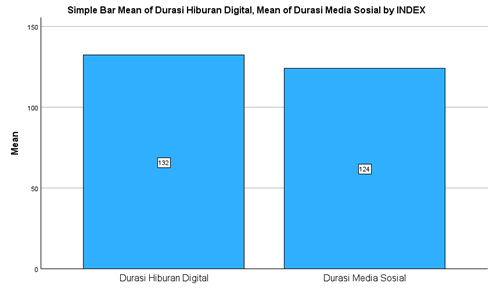 Simple Bar Mean of Durasi Hiburan Digital, Mean of Durasi Media Sosial by INDEX
150
100
50
0
Mean
132
124
Durasi Hiburan Digital
Durasi Media Sosial